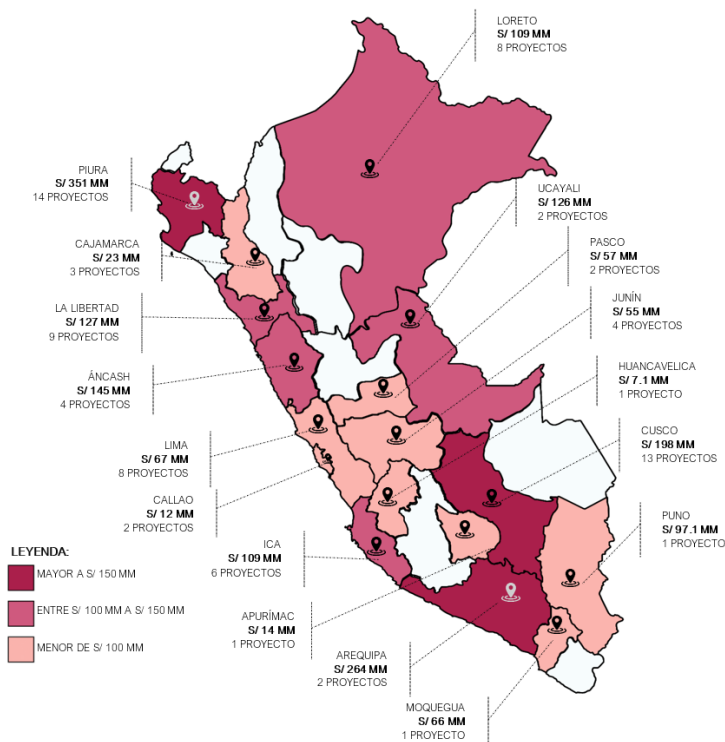 LORETO
S/ 109 MM
8 PROYECTOS
PIURA
S/ 351 MM
14 PROYECTOS
UCAYALI
S/ 126 MM
2 PROYECTOS
CAJAMARCA
S/ 23 MM
3 PROYECTOS
PASCO
S/ 57 MM
2 PROYECTOS
LA LIBERTAD
S/ 127 MM
9 PROYECTOS
JUNÍN
S/ 55 MM
4 PROYECTOS
ÁNCASH
S/ 145 MM
4 PROYECTOS
HUANCAVELICA
S/ 7.1 MM
1 PROYECTO
LIMA
S/ 67 MM
8 PROYECTOS
CUSCO
S/ 198 MM
13 PROYECTOS
CALLAO
S/ 12 MM
2 PROYECTOS
PUNO
S/ 97.1 MM
1 PROYECTO
ICA
S/ 109 MM
6 PROYECTOS
LEYENDA:
MAYOR A S/ 150 MM
ENTRE S/ 100 MM A S/ 150 MM
MENOR DE S/ 100 MM
APURÍMAC
S/ 14 MM
1 PROYECTO
AREQUIPA
S/ 264 MM
2 PROYECTOS
MOQUEGUA
S/ 66 MM
1 PROYECTO